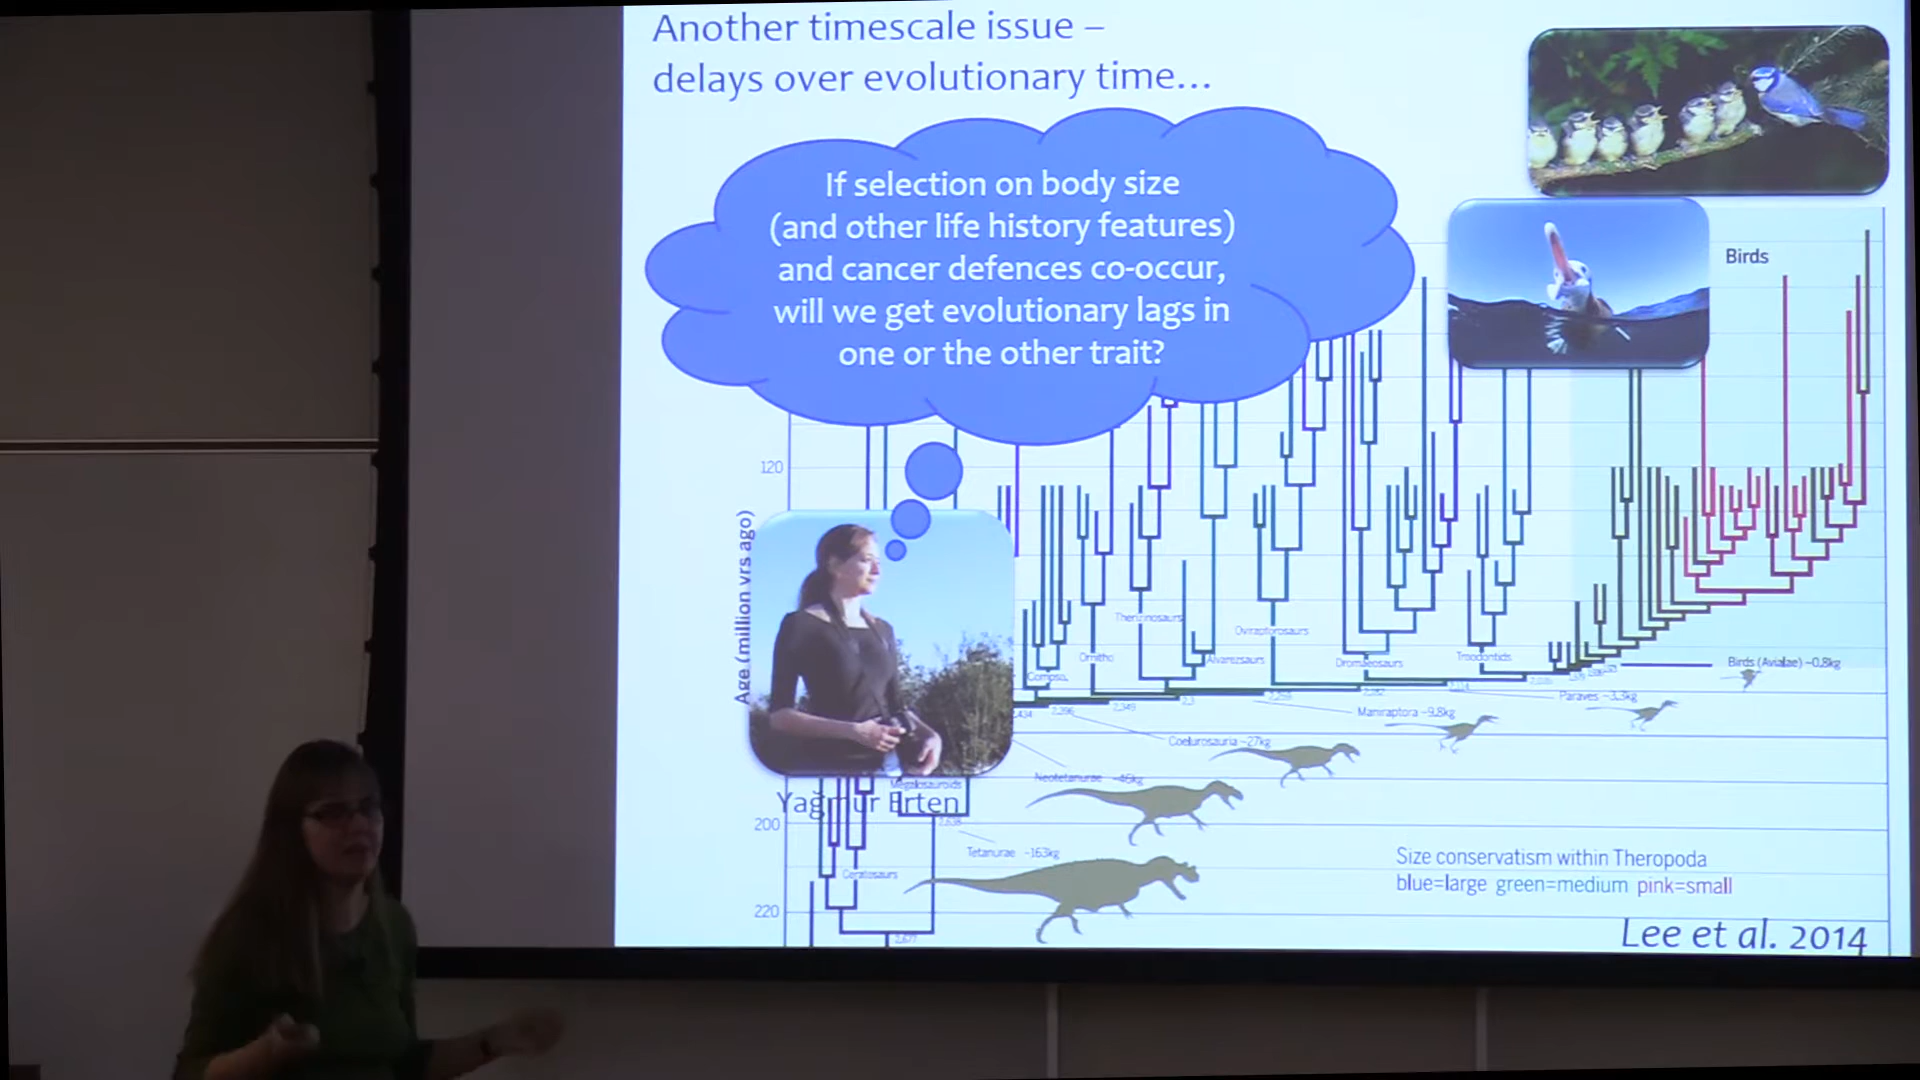 Another timescale issue –
delays over evolutionary time...
If selection on body size
(and other life history features)
and cancer defences co-occur,
will we get evolutionary lags in
one or the other trait?
Birds
120
Age (million yrs ago)
Therizinosaurs
Oviraptorosaurs
Ornitho
Alvarezsaurs
Dromaeosaurs
Troodontids
Compso.
Birds (Avialae) ~0.8kg
Paraves ~3.3kg
Maniraptora ~9.8kg
Coelurosauria ~27kg
Neotetanurae ~46kg
Megalosauroids
Yağmur Erten
200
Tetanurae ~163kg
Ceratosaurs
220
2,677
Size conservatism within Theropoda
blue=large green=medium pink=small
Lee et al. 2014